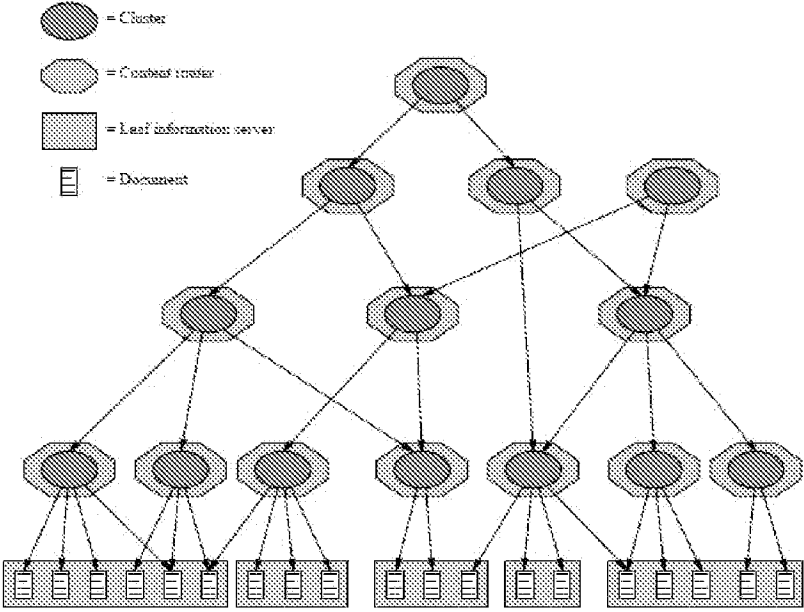 = Cluster
= Content router
= Leaf information server
= Document